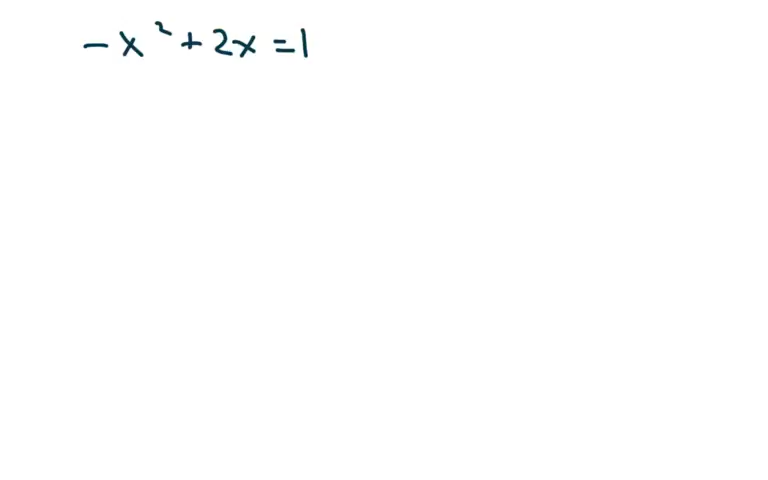 -x² + 2x = 1